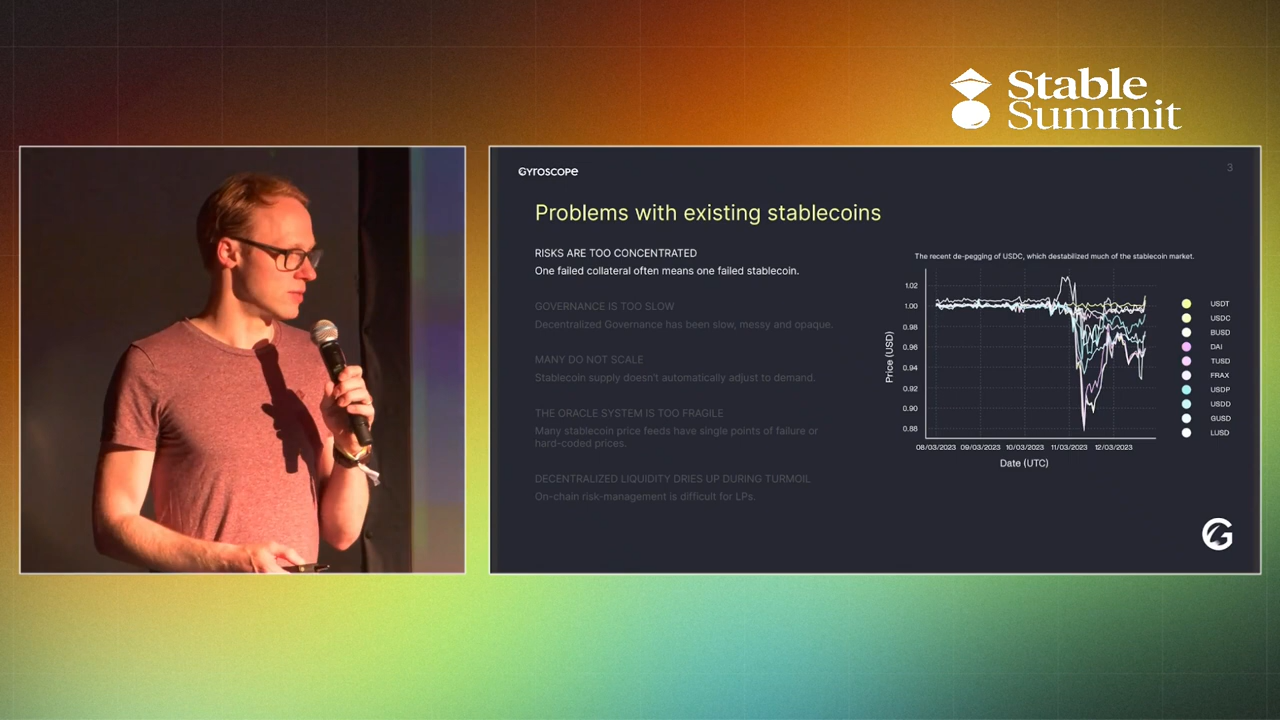 Stable
Summit
GYROSCOPE
3
Problems with existing stablecoins
RISKS ARE TOO CONCENTRATED
One failed collateral often means one failed stablecoin.
GOVERNANCE IS TOO SLOW
Decentralized Governance has been slow, messy and opaque.
MANY DO NOT SCALE
Stablecoin supply doesn't automatically adjust to demand.
THE ORACLE SYSTEM IS TOO FRAGILE
Many stablecoin price feeds have single points of failure or
hard-coded prices.
DECENTRALIZED LIQUIDITY DRIES UP DURING TURMOIL
On-chain risk-management is difficult for LPs.
The recent de-pegging of USDC, which destabilized much of the stablecoin market.
Price (USD)
1.02
1.00
0.98
0.96
0.94
0.92
0.90
0.88
08/03/2023 09/03/2023 10/03/2023 11/03/2023 12/03/2023
Date (UTC)
USDT
USDC
BUSD
DAI
TUSD
FRAX
USDP
USDD
GUSD
LUSD
G